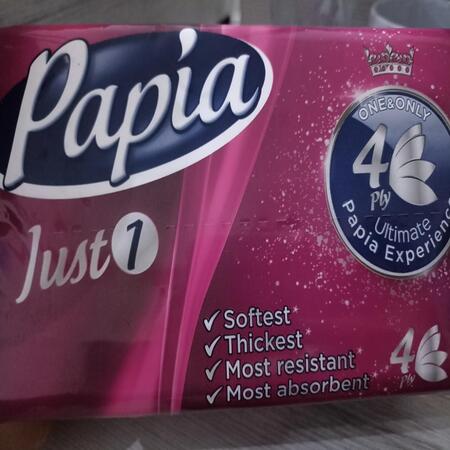 Papia
Just 1
ONE&ONLY
4
Ply
Ultimate
Papia Experience
✓ Softest
✓ Thickest
✓ Most resistant
✓ Most absorbent
4
Ply